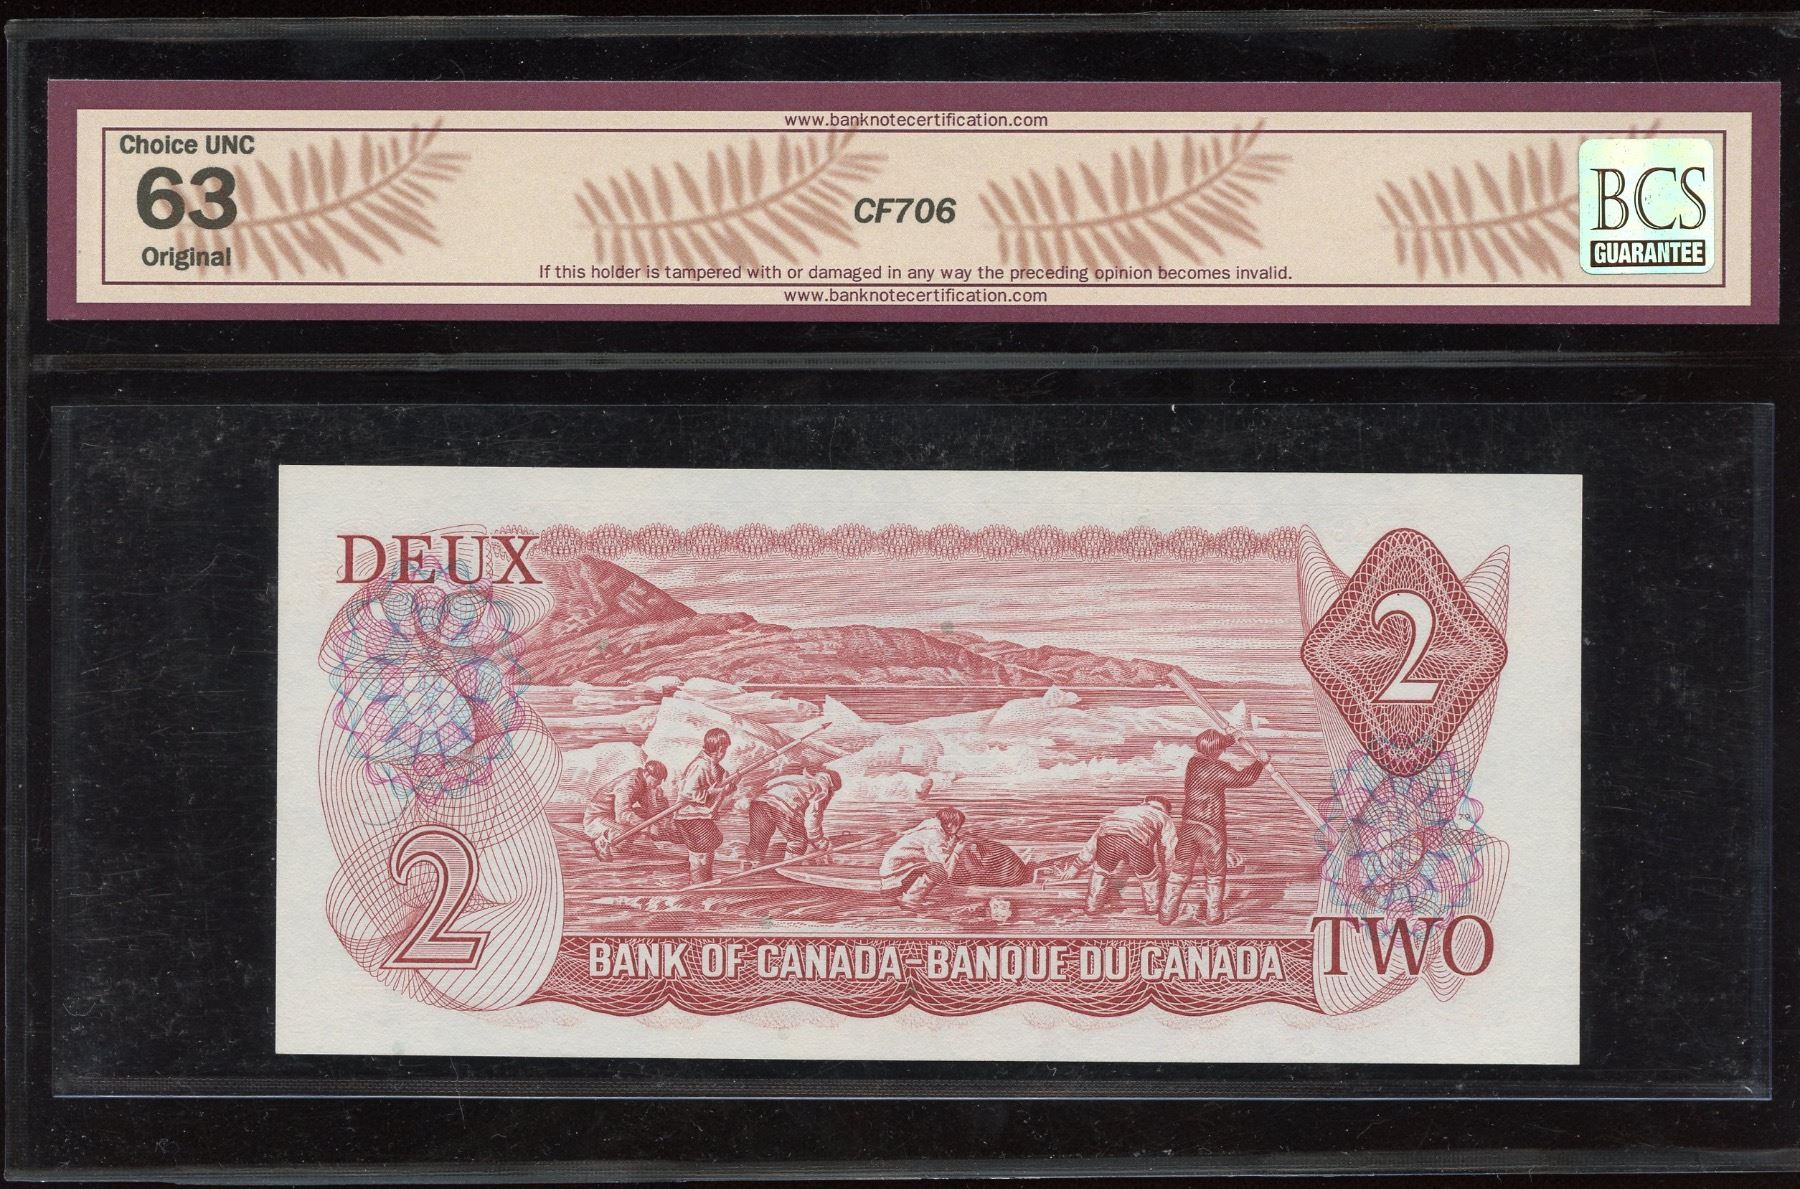 www.banknotecertification.com
Choice UNC
63
Original
CF706
BCS
GUARANTEE
If this holder is tampered with or damaged in any way the preceding opinion becomes invalid.
www.banknotecertification.com
DEUX
2
2
79
BANK OF CANADA-BANQUE DU CANADA
TWO